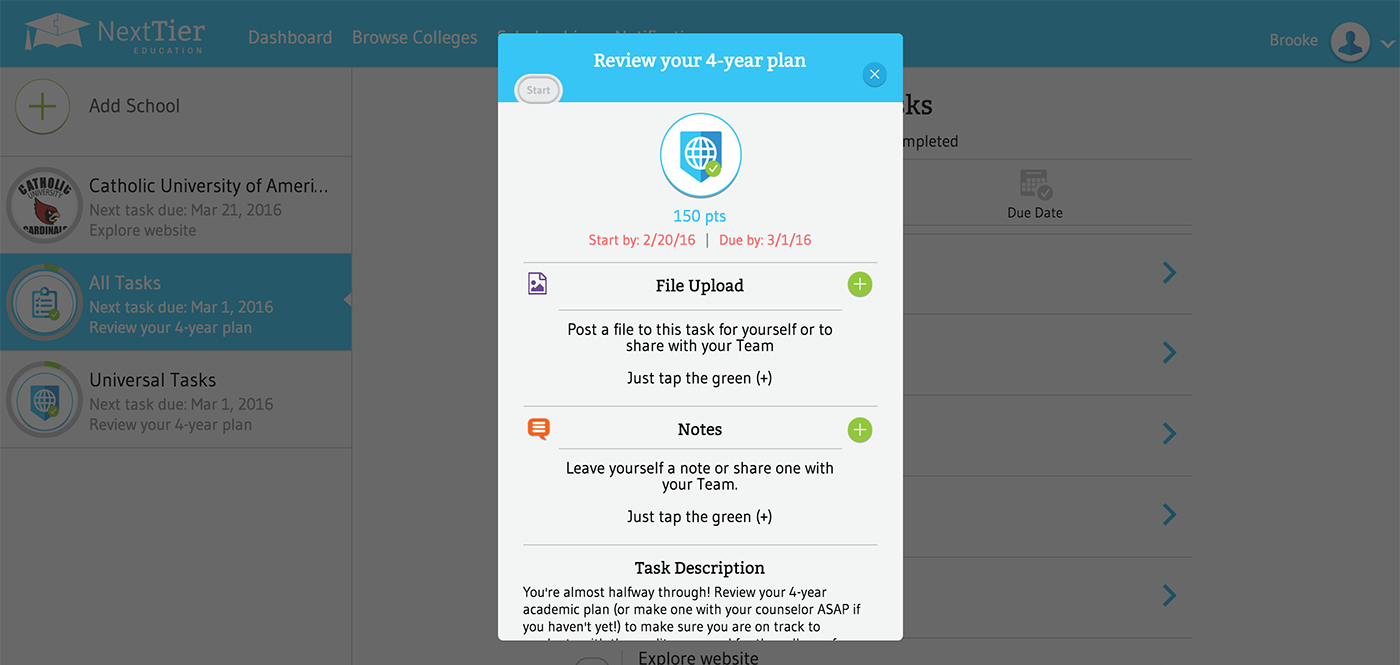 NextTier
EDUCATION
Dashboard
Browse Colleges
Brooke
Add School
CATHOLIC
UNIVERSITY
CARDINALS
Catholic University of Ameri...
Next task due: Mar 21, 2016
Explore website
All Tasks
Next task due: Mar 1, 2016
Review your 4-year plan
Universal Tasks
Next task due: Mar 1, 2016
Review your 4-year plan
Review your 4-year plan
Start
150 pts
Start by: 2/20/16 | Due by: 3/1/16
File Upload
Post a file to this task for yourself or to
share with your Team
Just tap the green (+)
Notes
Leave yourself a note or share one with
your Team.
Just tap the green (+)
Task Description
You're almost halfway through! Review your 4-year
academic plan (or make one with your counselor ASAP if
you haven't yet!) to make sure you are on track to
ks
mpleted
Due Date
Explore website